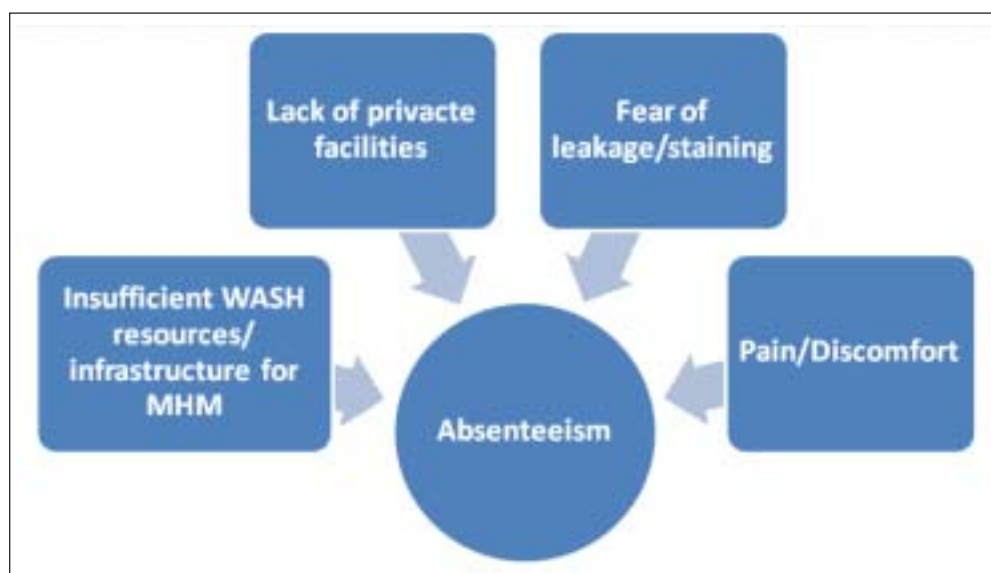 Lack of privacte
facilities
Fear of
leakage/staining
Insufficient WASH
resources/
infrastructure for
MHM
Pain/Discomfort
Absenteeism